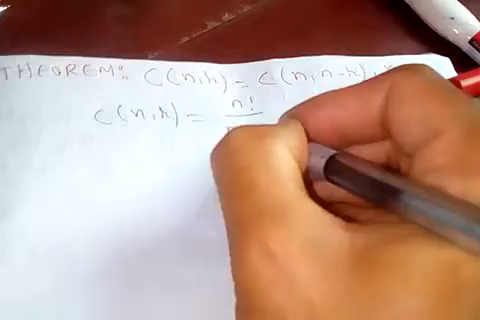 THEOREM: C(n,r) = C(n,n-r),
C(n,r) = n!